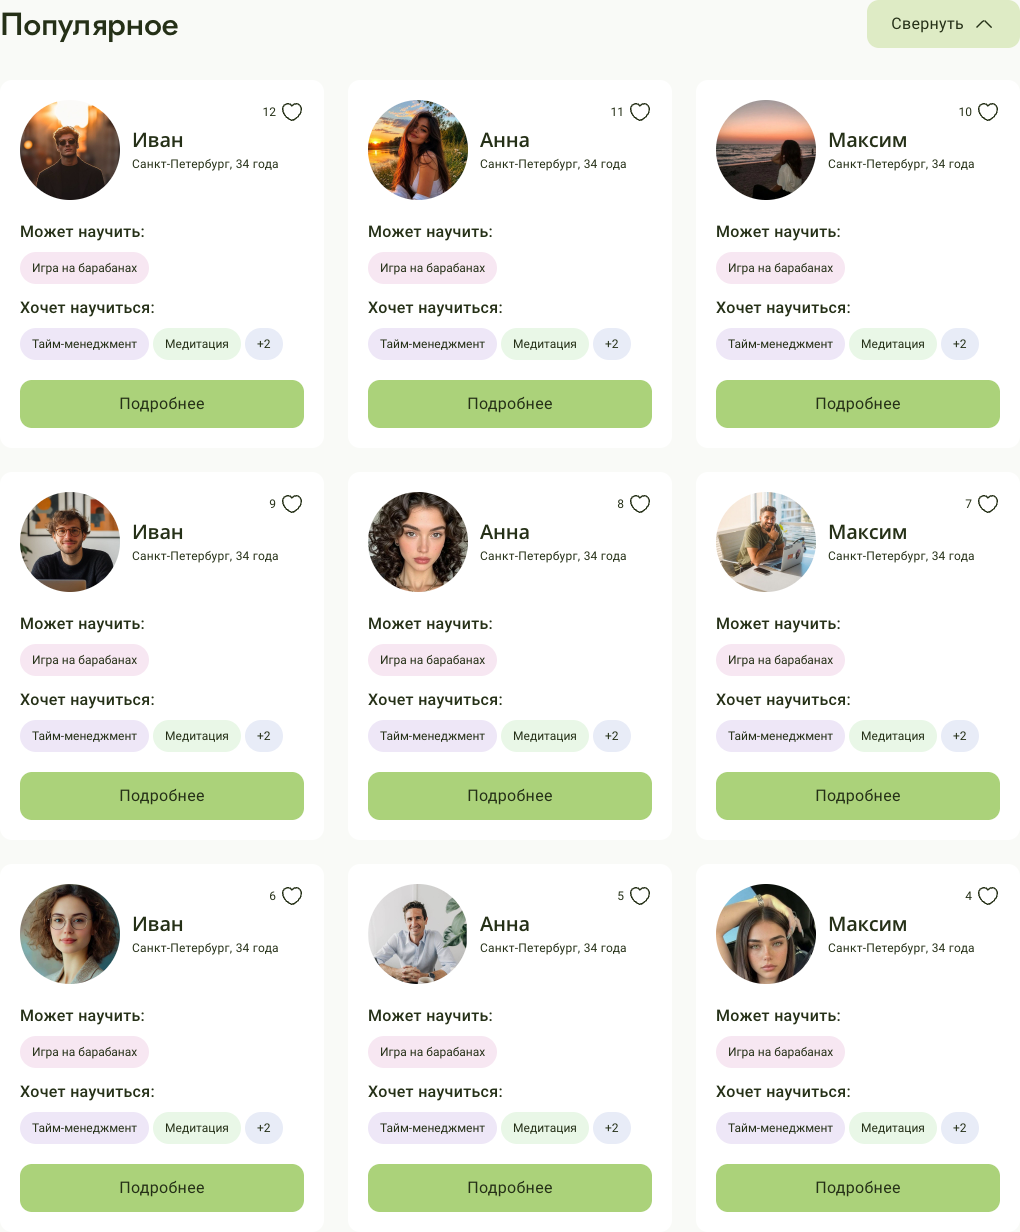 Популярное
Свернуть
12
Иван
Санкт-Петербург, 34 года
Может научить:
Игра на барабанах
Хочет научиться:
Тайм-менеджмент Медитация +2
Подробнее
11
Анна
Санкт-Петербург, 34 года
Может научить:
Игра на барабанах
Хочет научиться:
Тайм-менеджмент Медитация +2
Подробнее
10
Максим
Санкт-Петербург, 34 года
Может научить:
Игра на барабанах
Хочет научиться:
Тайм-менеджмент Медитация +2
Подробнее
9
Иван
Санкт-Петербург, 34 года
Может научить:
Игра на барабанах
Хочет научиться:
Тайм-менеджмент Медитация +2
Подробнее
8
Анна
Санкт-Петербург, 34 года
Может научить:
Игра на барабанах
Хочет научиться:
Тайм-менеджмент Медитация +2
Подробнее
7
Максим
Санкт-Петербург, 34 года
Может научить:
Игра на барабанах
Хочет научиться:
Тайм-менеджмент Медитация +2
Подробнее
6
Иван
Санкт-Петербург, 34 года
Может научить:
Игра на барабанах
Хочет научиться:
Тайм-менеджмент Медитация +2
Подробнее
5
Анна
Санкт-Петербург, 34 года
Может научить:
Игра на барабанах
Хочет научиться:
Тайм-менеджмент Медитация +2
Подробнее
4
Максим
Санкт-Петербург, 34 года
Может научить:
Игра на барабанах
Хочет научиться:
Тайм-менеджмент Медитация +2
Подробнее